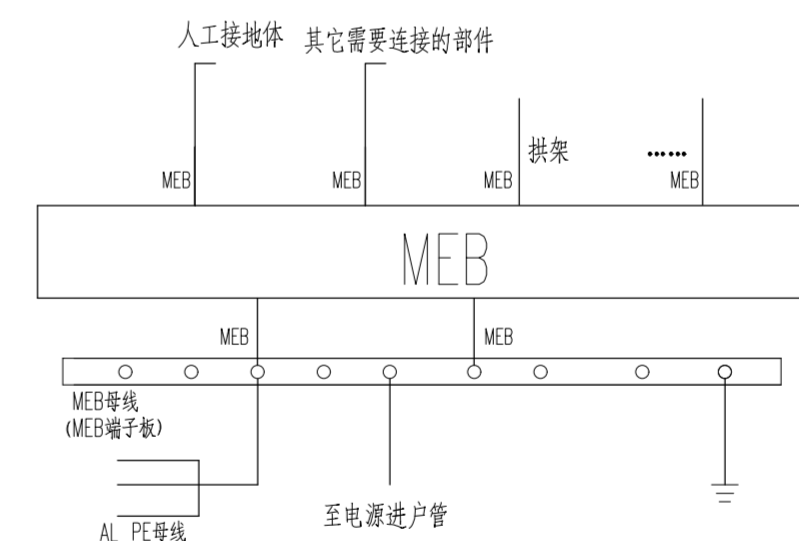 人工接地体 其它需要连接的部件
拱架 ······
MEB MEB MEB MEB
MEB
MEB MEB
MEB母线
(MEB端子板)
至电源进户管
AL PE母线